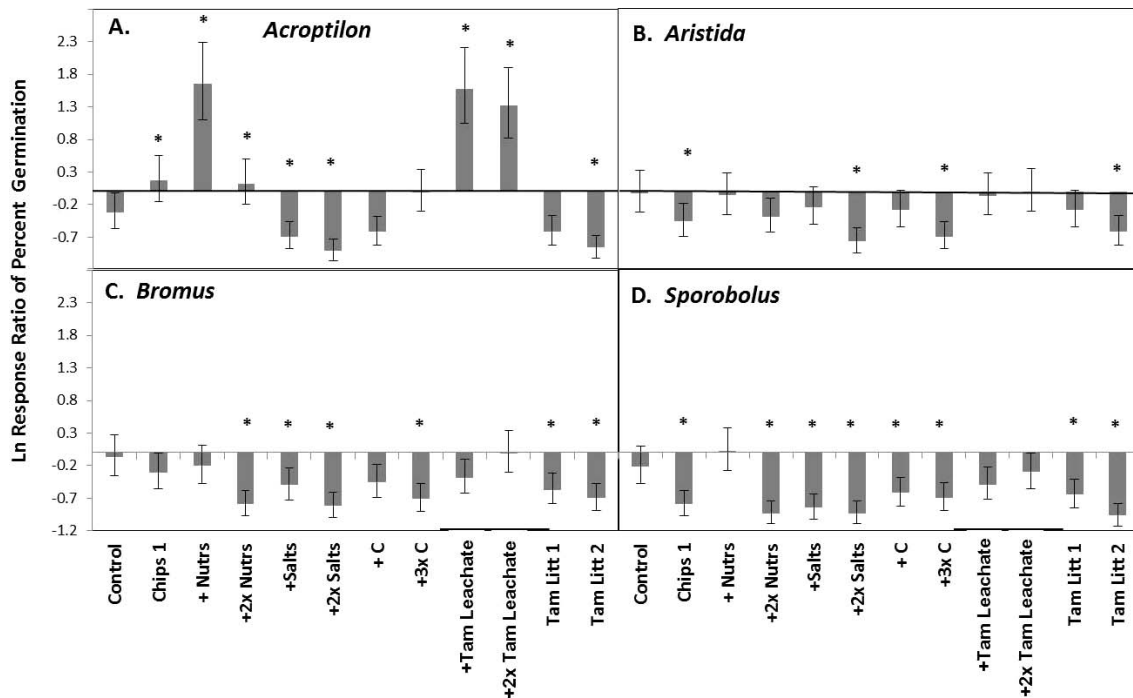 Ln Response Ratio of Percent Germination
A. Acroptilon
2.3
1.8
1.3
0.8
0.3
-0.2
-0.7
* * * * * * * * *
B. Aristida
* * * *
C. Bromus
2.3
1.8
1.3
0.8
0.3
-0.2
-0.7
-1.2
* * * * * *
D. Sporobolus
* * * * * * * *
Control
Chips 1
+ Nutrs
+2x Nutrs
+Salts
+2x Salts
+ C
+3x C
+Tam Leachate
+2x Tam Leachate
Tam Litt 1
Tam Litt 2
Control
Chips 1
+ Nutrs
+2x Nutrs
+Salts
+2x Salts
+ C
+3x C
+Tam Leachate
+2x Tam Leachate
Tam Litt 1
Tam Litt 2